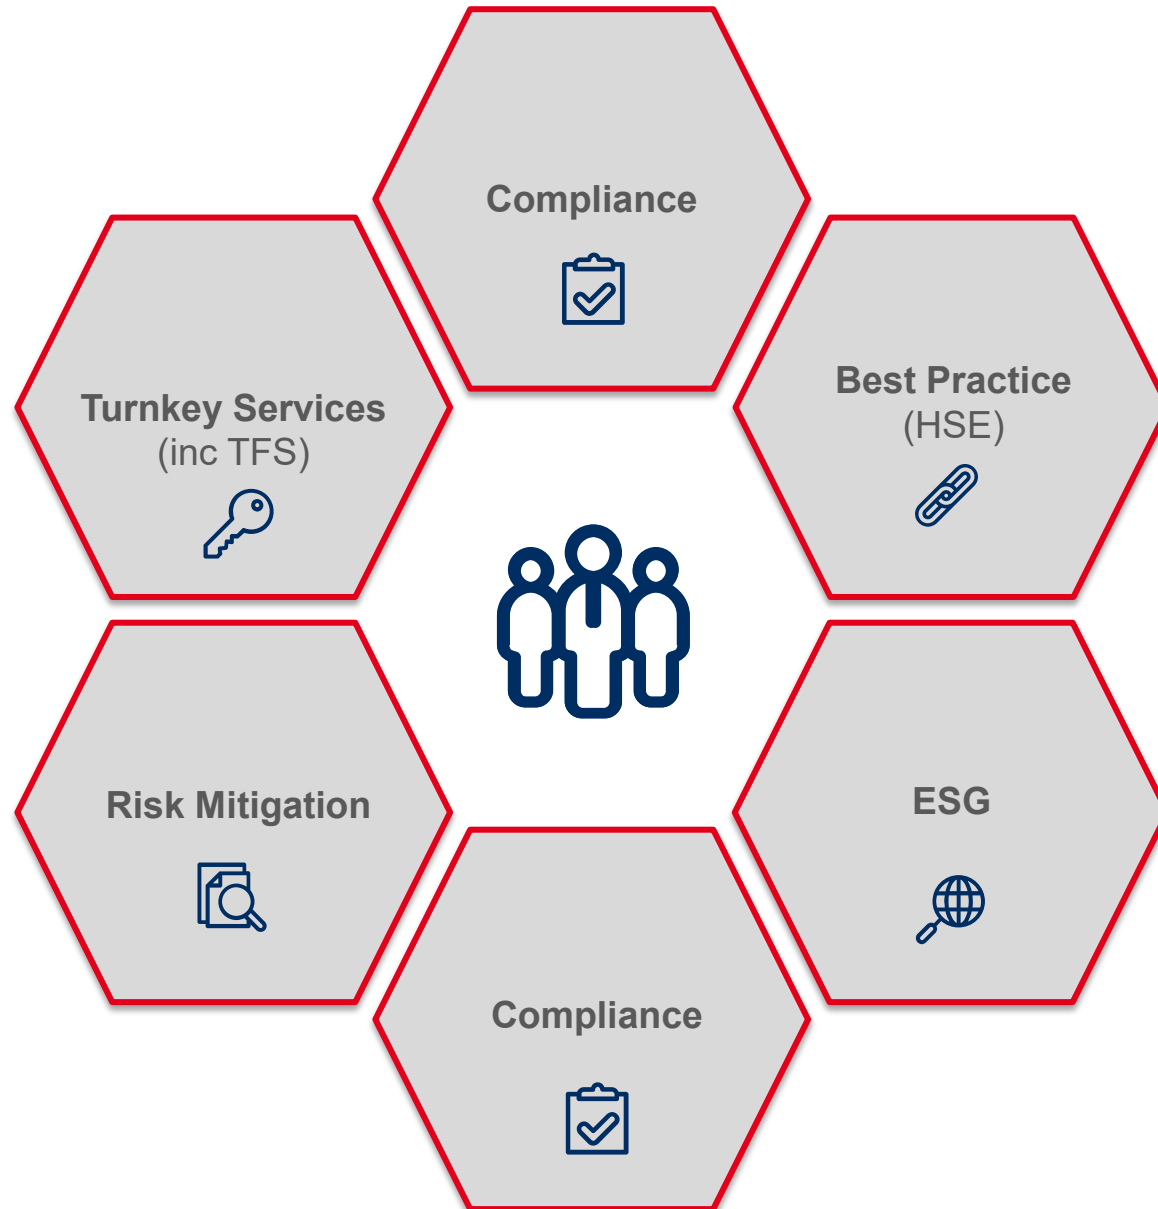 Compliance
Turnkey Services
(inc TFS)
Best Practice
(HSE)
Risk Mitigation
ESG
Compliance